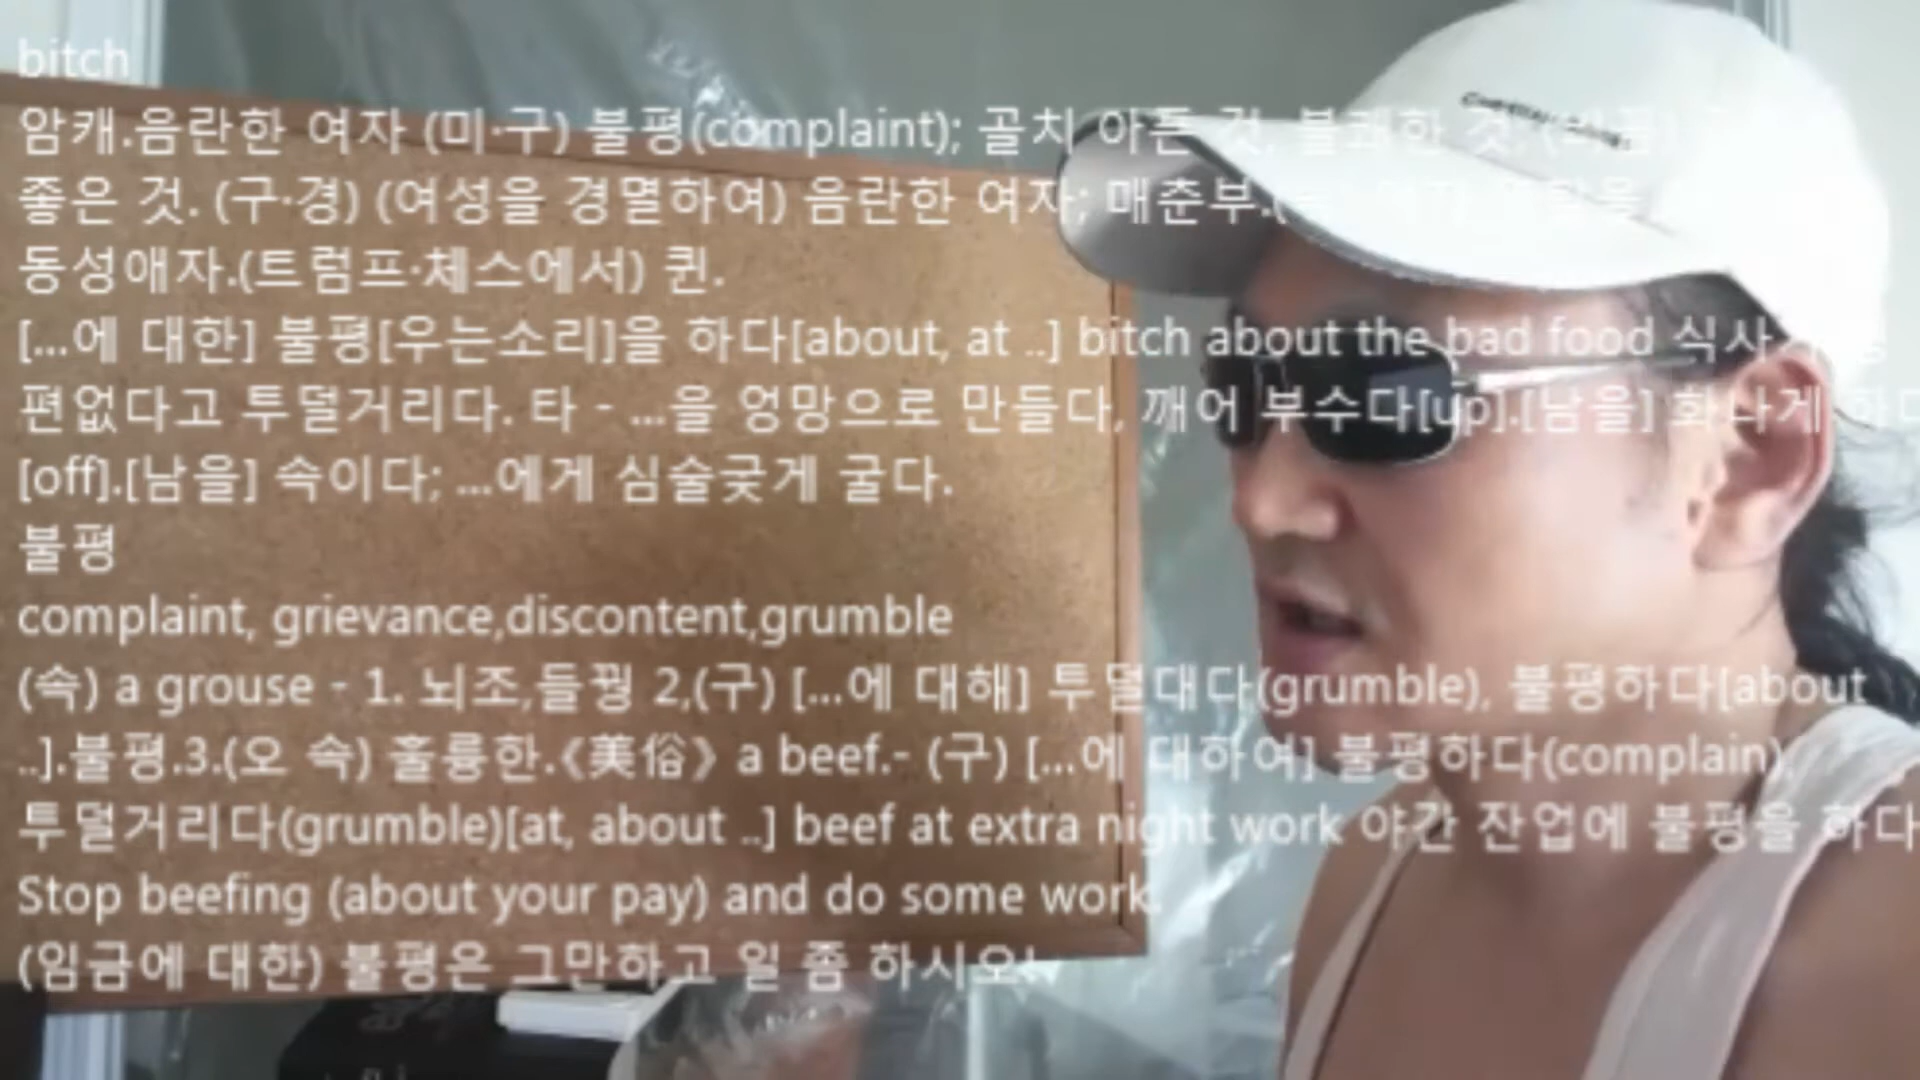 bitch
암캐.음란한 여자 (미·구) 불평(complaint); 골치 아픈 것, 불쾌한 것.
좋은 것. (구·경) (여성을 경멸하여) 음란한 여자; 매춘부.
동성애자.(트럼프·체스에서) 퀸.
[...에 대한] 불평[우는소리]을 하다[about, at ..] bitch about the bad food 식사
편없다고 투덜거리다. 타 - ...을 엉망으로 만들다, 깨어 부수다[up].[남을] 화나게 하다
[off].[남을] 속이다; ...에게 심술궂게 굴다.
불평
complaint, grievance,discontent,grumble
(속) a grouse - 1. 뇌조,들꿩 2,(구) [...에 대해] 투덜대다(grumble), 불평하다[about
..].불평.3.(오 속) 훌륭한.《美俗》 a beef.- (구) [...에 대하여] 불평하다(complain),
투덜거리다(grumble)[at, about ..] beef at extra night work 야간 잔업에 불평을 하다
Stop beefing (about your pay) and do some work.
(임금에 대한) 불평은 그만하고 일 좀 하시오!